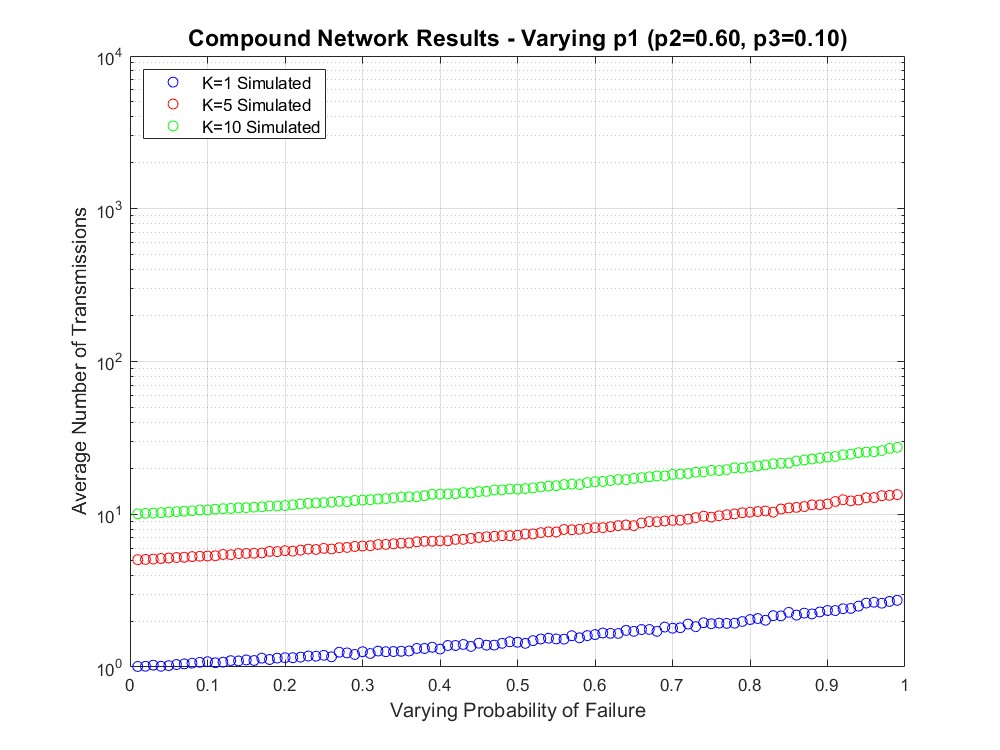 Compound Network Results - Varying p1 (p2=0.60, p3=0.10)
K=1 Simulated
K=5 Simulated
K=10 Simulated
Average Number of Transmissions
10^4
10^3
10^2
10^1
10^0
0 0.1 0.2 0.3 0.4 0.5 0.6 0.7 0.8 0.9 1
Varying Probability of Failure